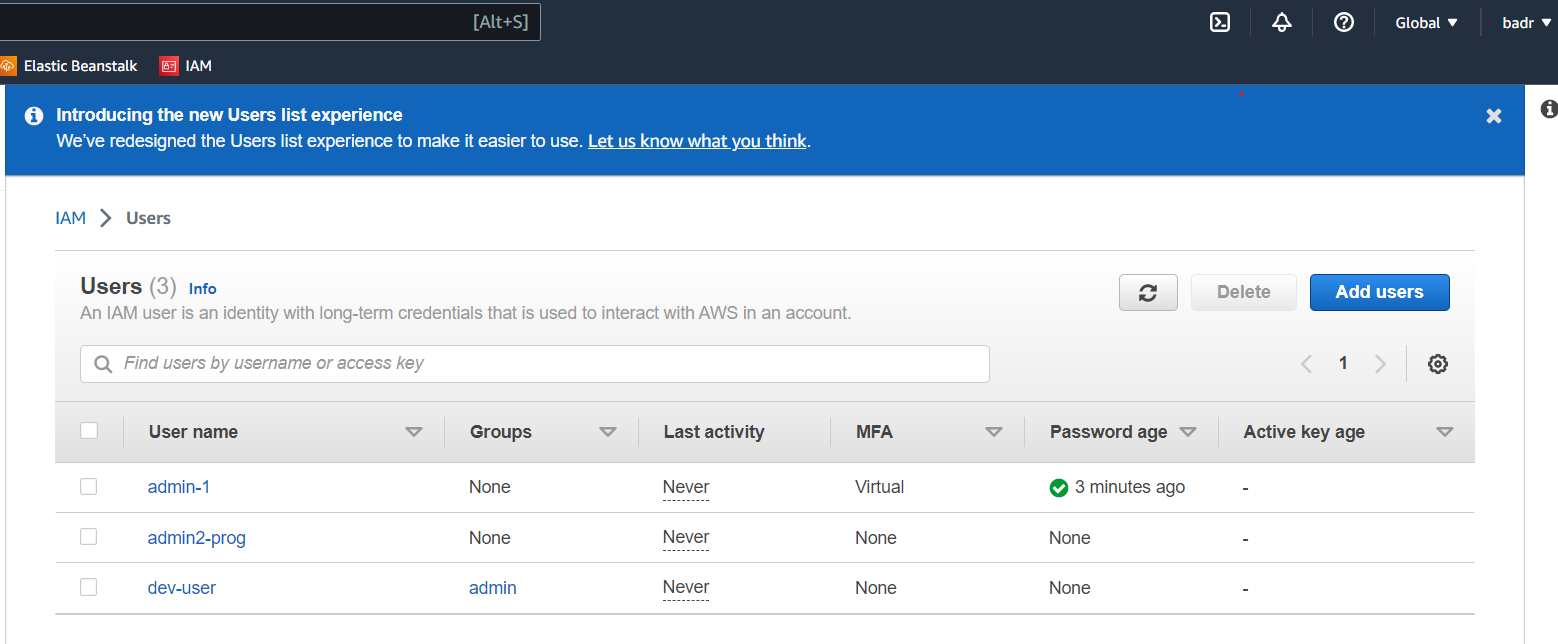 [Alt+S]
Global
badr
Elastic Beanstalk
IAM
Introducing the new Users list experience
We've redesigned the Users list experience to make it easier to use. Let us know what you think.
IAM
Users
Users (3) Info
An IAM user is an identity with long-term credentials that is used to interact with AWS in an account.
Delete
Add users
Find users by username or access key
1
User name Groups Last activity MFA Password age Active key age
admin-1 None Never Virtual 3 minutes ago -
admin2-prog None Never None None -
dev-user admin Never None None -